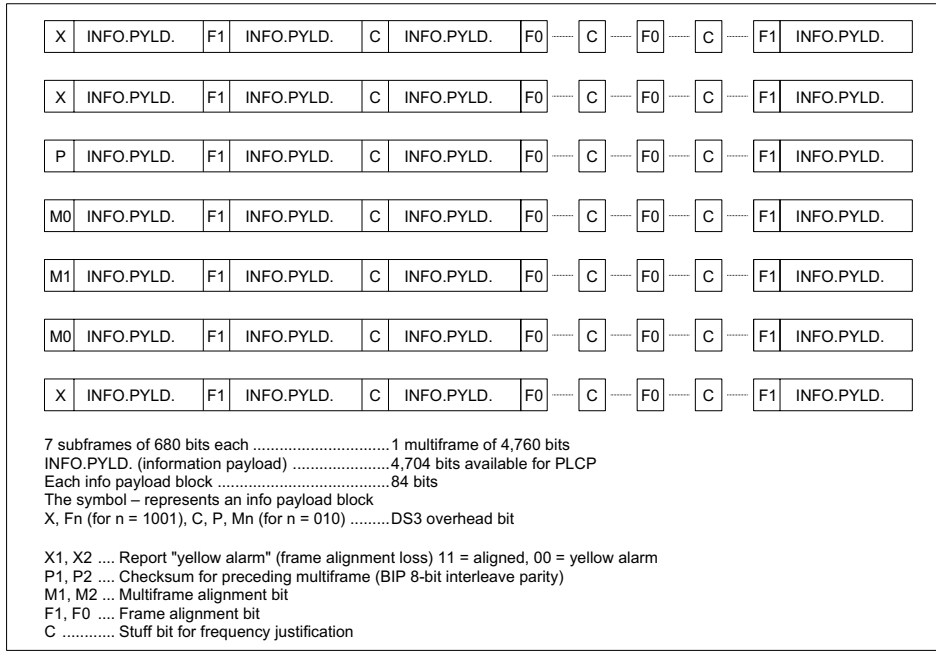 X INFO.PYLD. F1 INFO.PYLD. C INFO.PYLD. F0 C F0 C F1 INFO.PYLD.
X INFO.PYLD. F1 INFO.PYLD. C INFO.PYLD. F0 C F0 C F1 INFO.PYLD.
P INFO.PYLD. F1 INFO.PYLD. C INFO.PYLD. F0 C F0 C F1 INFO.PYLD.
M0 INFO.PYLD. F1 INFO.PYLD. C INFO.PYLD. F0 C F0 C F1 INFO.PYLD.
M1 INFO.PYLD. F1 INFO.PYLD. C INFO.PYLD. F0 C F0 C F1 INFO.PYLD.
M0 INFO.PYLD. F1 INFO.PYLD. C INFO.PYLD. F0 C F0 C F1 INFO.PYLD.
X INFO.PYLD. F1 INFO.PYLD. C INFO.PYLD. F0 C F0 C F1 INFO.PYLD.
7 subframes of 680 bits each ................................ 1 multiframe of 4,760 bits
INFO.PYLD. (information payload) ...................... 4,704 bits available for PLCP
Each info payload block ........................................ 84 bits
The symbol – represents an info payload block
X, Fn (for n = 1001), C, P, Mn (for n = 010) ......... DS3 overhead bit
X1, X2 .... Report "yellow alarm" (frame alignment loss) 11 = aligned, 00 = yellow alarm
P1, P2 .... Checksum for preceding multiframe (BIP 8-bit interleave parity)
M1, M2 ... Multiframe alignment bit
F1, F0 .... Frame alignment bit
C ............ Stuff bit for frequency justification